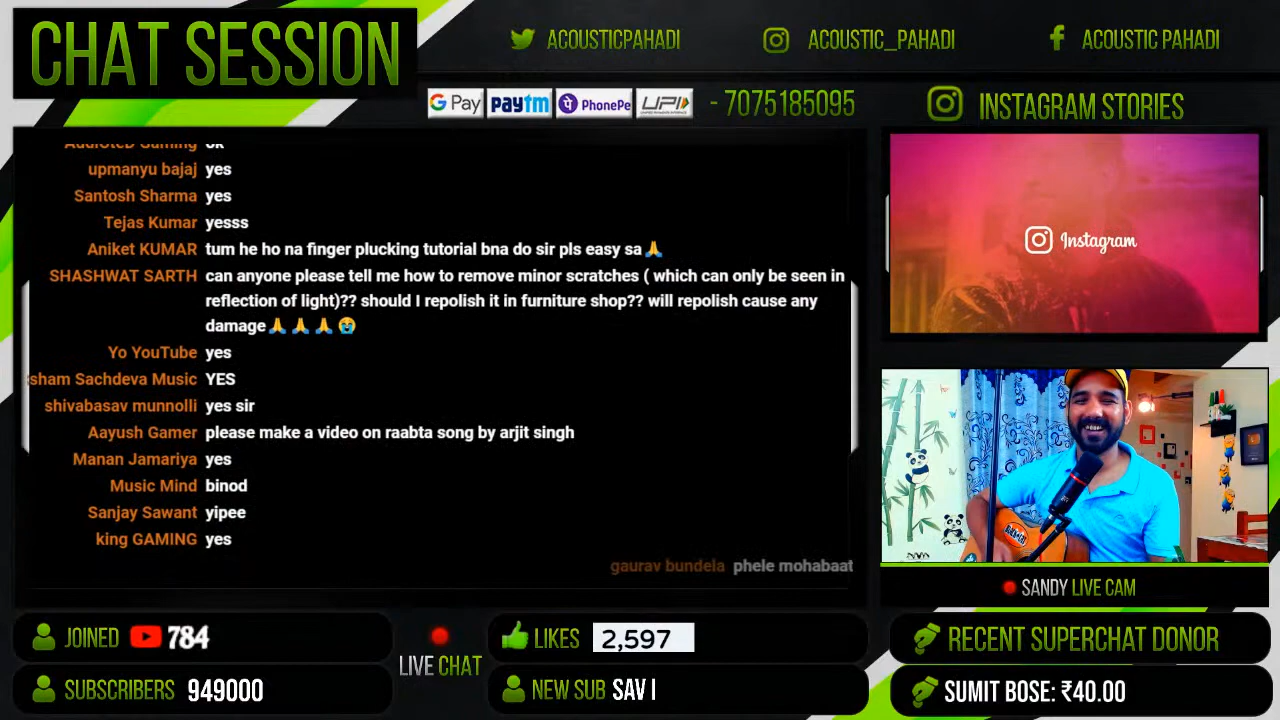 CHAT SESSION
ACOUSTICPAHADI
ACOUSTIC_PAHADI
ACOUSTIC PAHADI
G Pay paytm PhonePe UPI - 7075185095
INSTAGRAM STORIES
AddicteD Gaming ok
upmanyu bajaj yes
Santosh Sharma yes
Tejas Kumar yesss
Aniket KUMAR tum he ho na finger plucking tutorial bna do sir pls easy sa🙏
SHASHWAT SARTH can anyone please tell me how to remove minor scratches ( which can only be seen in
reflection of light)?? should I repolish it in furniture shop?? will repolish cause any
damage🙏🙏🙏😭
Yo YouTube yes
sham Sachdeva Music YES
shivabasav munnolli yes sir
Aayush Gamer please make a video on raabta song by arjit singh
Manan Jamariya yes
Music Mind binod
Sanjay Sawant yipee
king GAMING yes
gaurav bundela phele mohabaat
Instagram
SANDY LIVE CAM
JOINED 784
SUBSCRIBERS 949000
LIVE CHAT
LIKES 2,597
NEW SUB SAV I
RECENT SUPERCHAT DONOR
SUMIT BOSE: ₹40.00